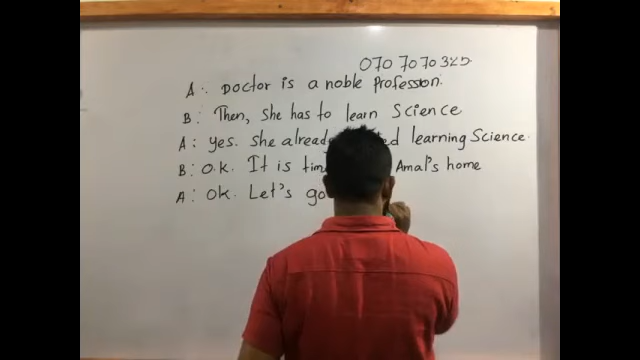 070 7070 325
A: Doctor is a noble profession.
B: Then, She has to learn Science
A: yes. She already ed learning Science.
B: O.K. It is Amal's home
A: OK. Let's go